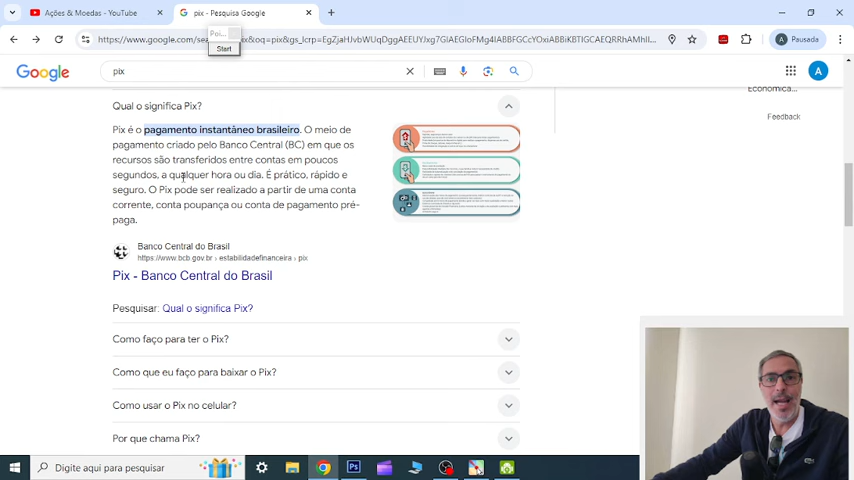 Ações & Moedas - YouTube
pix - Pesquisa Google
Poi...
Start
Pausada
Google
pix
A
Qual o significa Pix?
Pix é o pagamento instantâneo brasileiro. O meio de
pagamento criado pelo Banco Central (BC) em que os
recursos são transferidos entre contas em poucos
segundos, a qualquer hora ou dia. É prático, rápido e
seguro. O Pix pode ser realizado a partir de uma conta
corrente, conta poupança ou conta de pagamento pré-
paga.
Econômica...
Feedback
Banco Central do Brasil
https://www.bcb.gov.br › estabilidadefinanceira › pix
Pix - Banco Central do Brasil
Pesquisar: Qual o significa Pix?
Como faço para ter o Pix?
Como que eu faço para baixar o Pix?
Como usar o Pix no celular?
Por que chama Pix?
Digite aqui para pesquisar